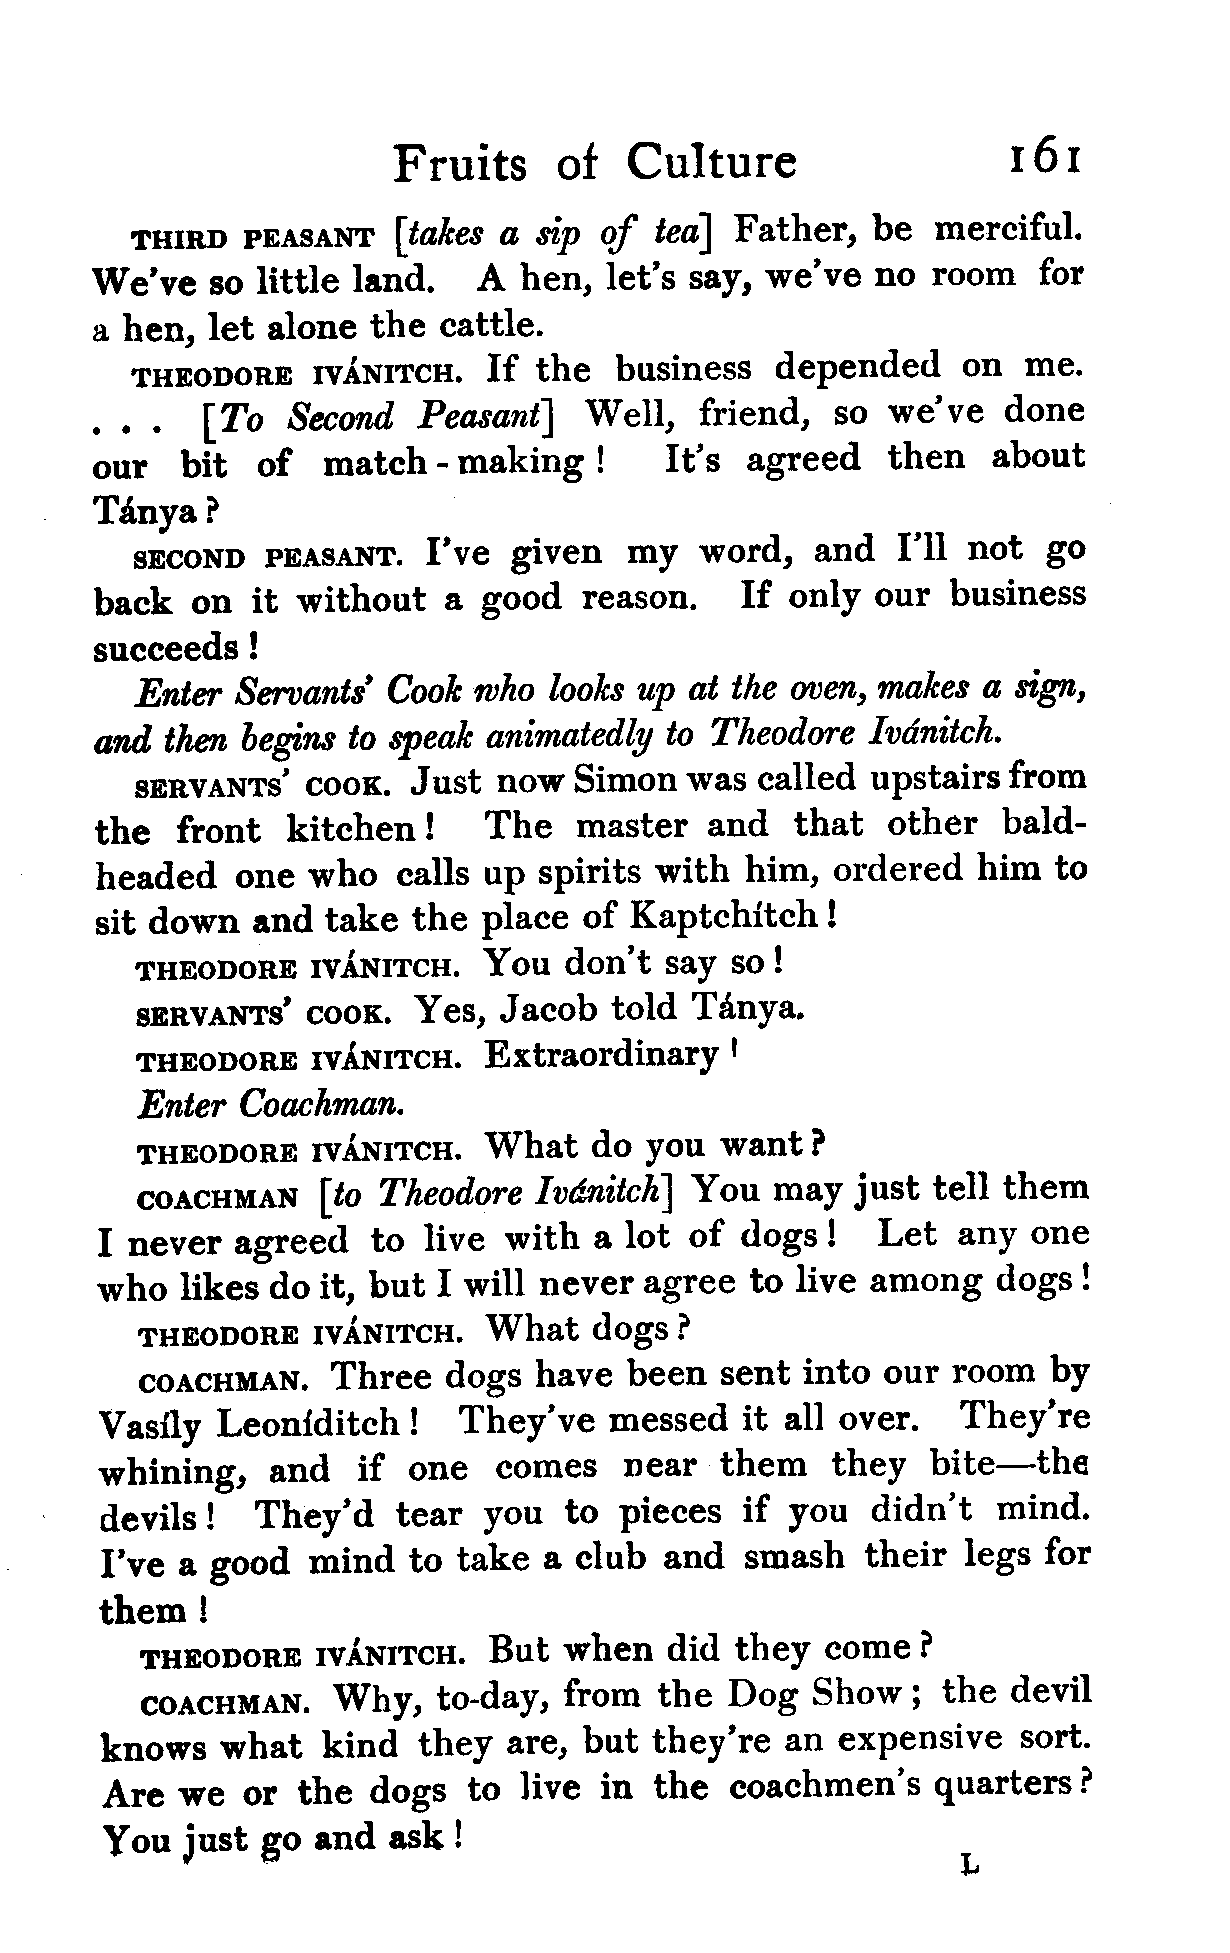 Fruits of Culture 161
THIRD PEASANT [takes a sip of tea] Father, be merciful.
We've so little land. A hen, let's say, we've no room for
a hen, let alone the cattle.
THEODORE IVÁNITCH. If the business depended on me.
. . . [To Second Peasant] Well, friend, so we've done
our bit of match-making! It's agreed then about
Tánya?
SECOND PEASANT. I've given my word, and I'll not go
back on it without a good reason. If only our business
succeeds!
Enter Servants' Cook who looks up at the oven, makes a sign,
and then begins to speak animatedly to Theodore Ivánitch.
SERVANTS' COOK. Just now Simon was called upstairs from
the front kitchen! The master and that other bald-
headed one who calls up spirits with him, ordered him to
sit down and take the place of Kaptchítch!
THEODORE IVÁNITCH. You don't say so!
SERVANTS' COOK. Yes, Jacob told Tánya.
THEODORE IVÁNITCH. Extraordinary!
Enter Coachman.
THEODORE IVÁNITCH. What do you want?
COACHMAN [to Theodore Ivánitch] You may just tell them
I never agreed to live with a lot of dogs! Let any one
who likes do it, but I will never agree to live among dogs!
THEODORE IVÁNITCH. What dogs?
COACHMAN. Three dogs have been sent into our room by
Vasíly Leoníditch! They've messed it all over. They're
whining, and if one comes near them they bite—the
devils! They'd tear you to pieces if you didn't mind.
I've a good mind to take a club and smash their legs for
them!
THEODORE IVÁNITCH. But when did they come?
COACHMAN. Why, to-day, from the Dog Show; the devil
knows what kind they are, but they're an expensive sort.
Are we or the dogs to live in the coachmen's quarters?
You just go and ask!
L